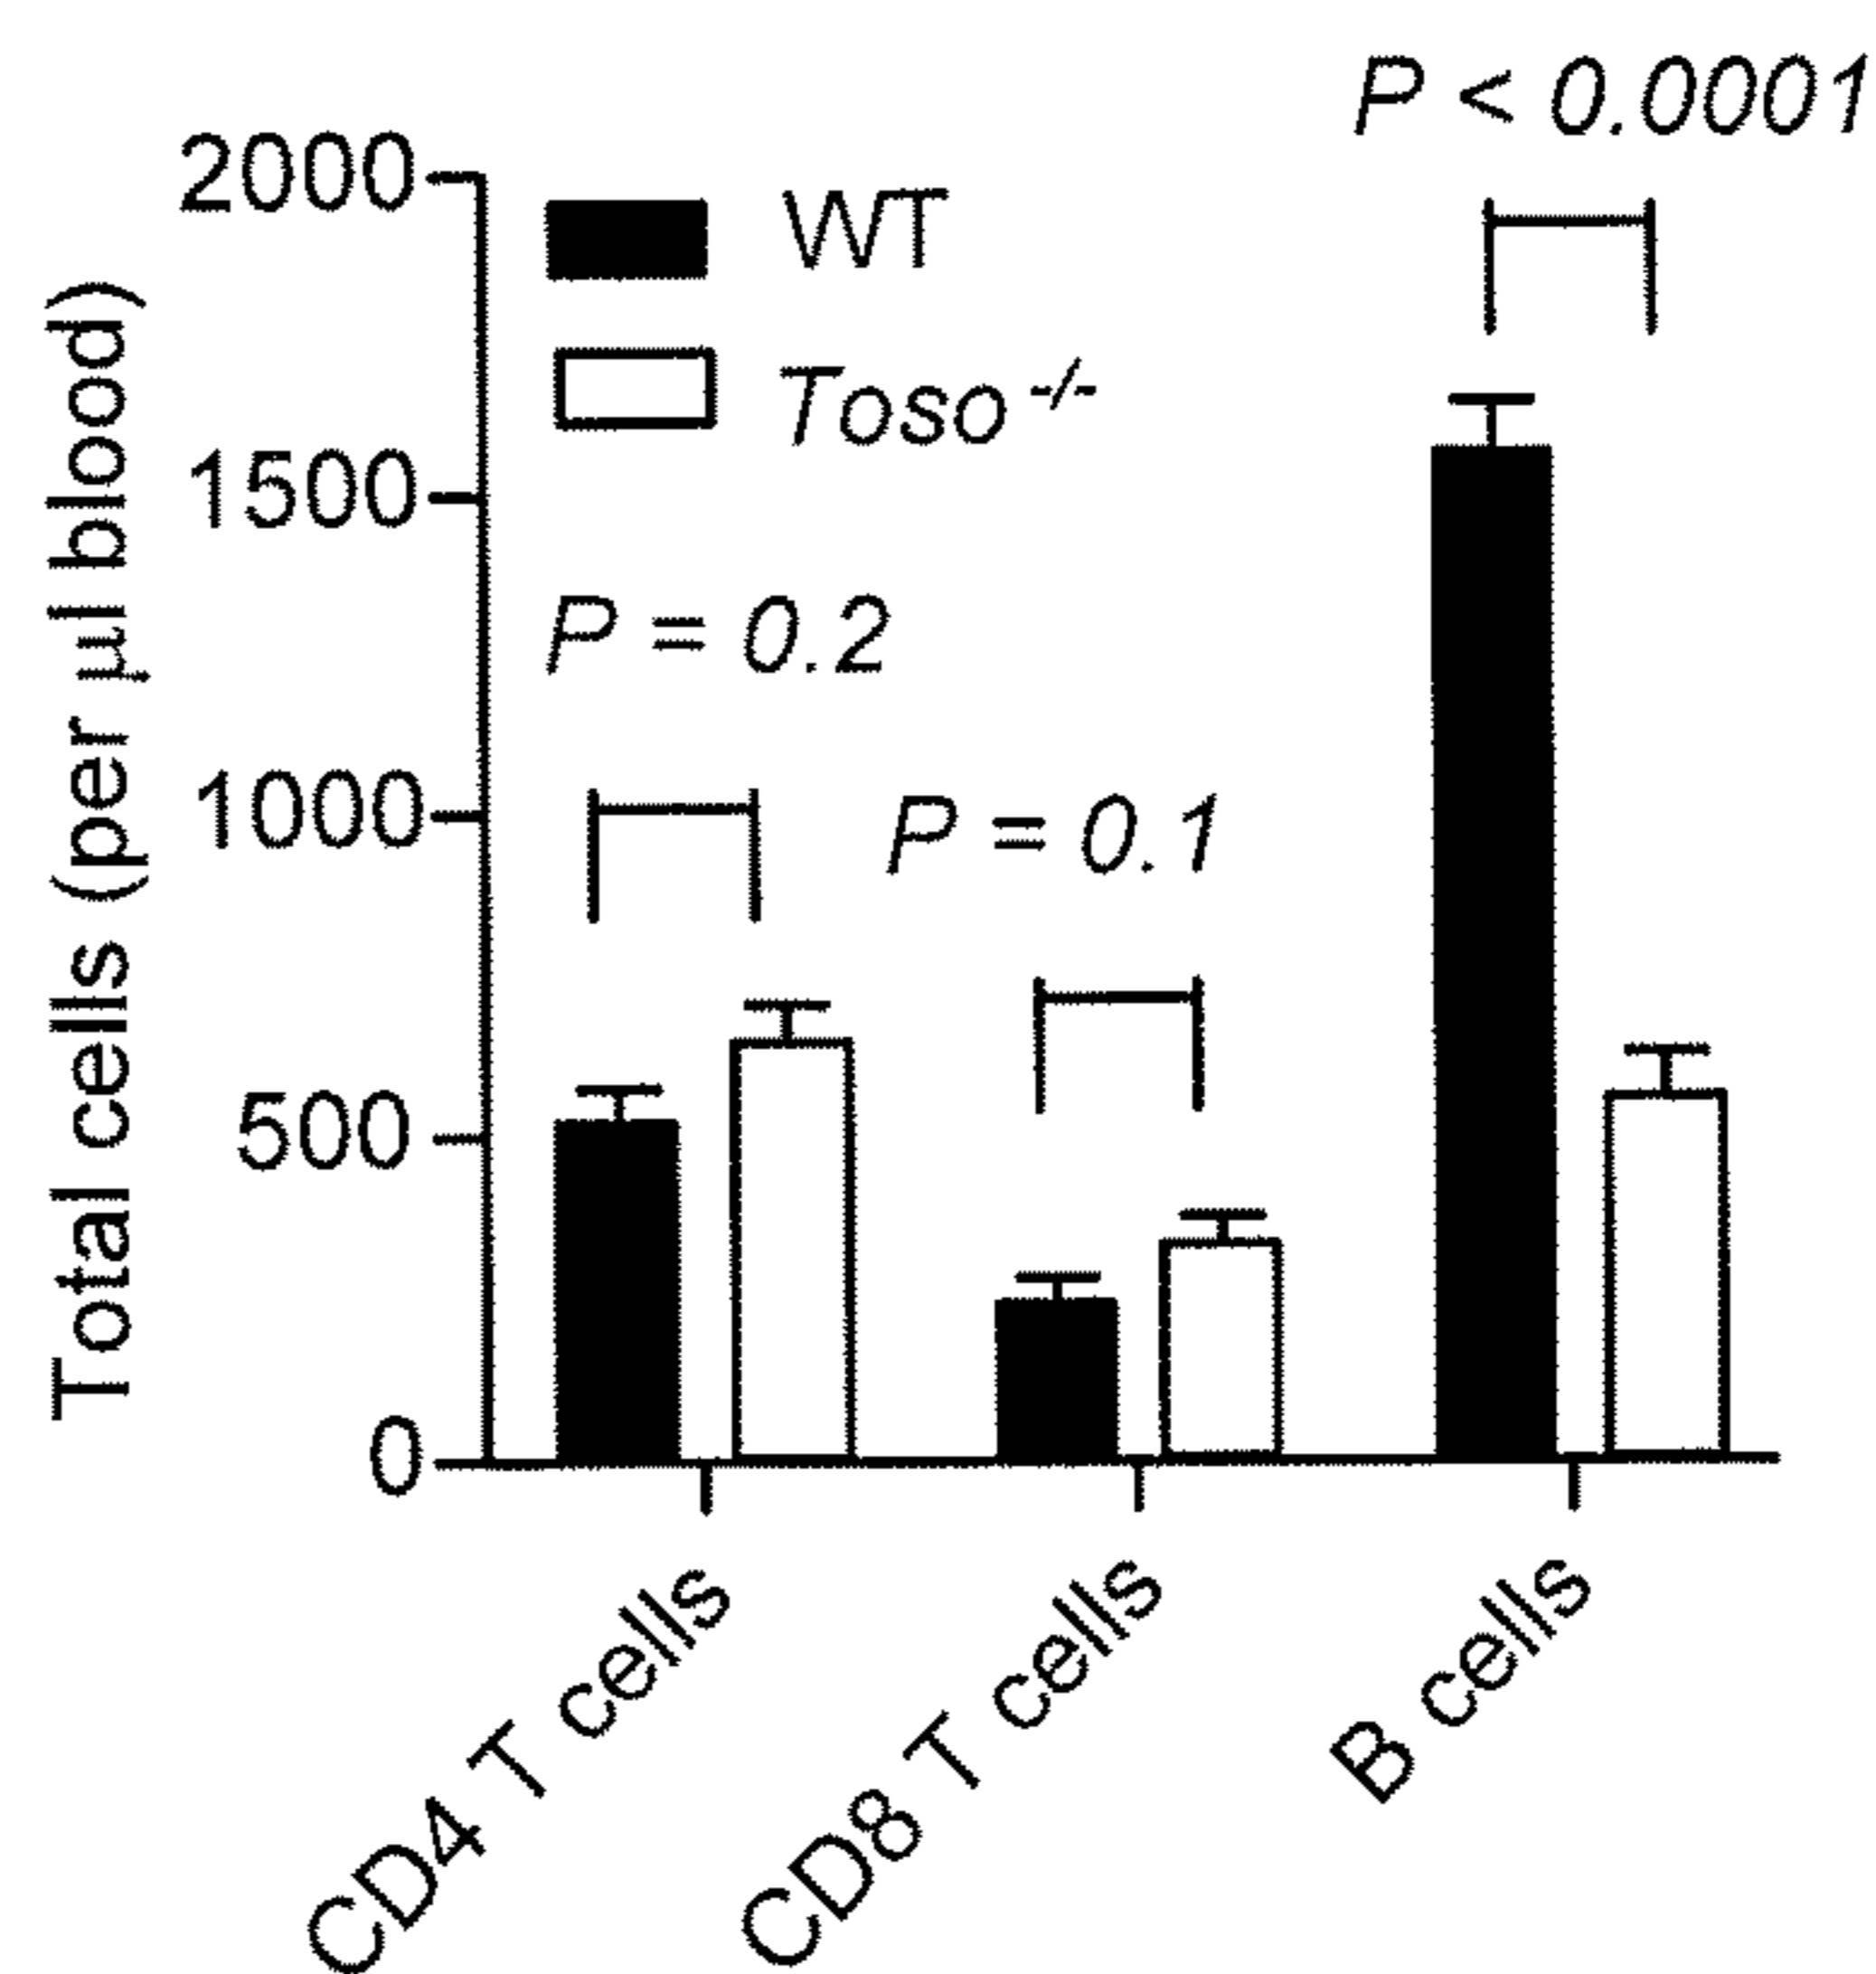 P < 0.0001
2000
WT
Toso -/-
1500
P = 0.2
1000
P = 0.1
500
0
Total cells (per µl blood)
CD4 T cells
CD8 T cells
B cells